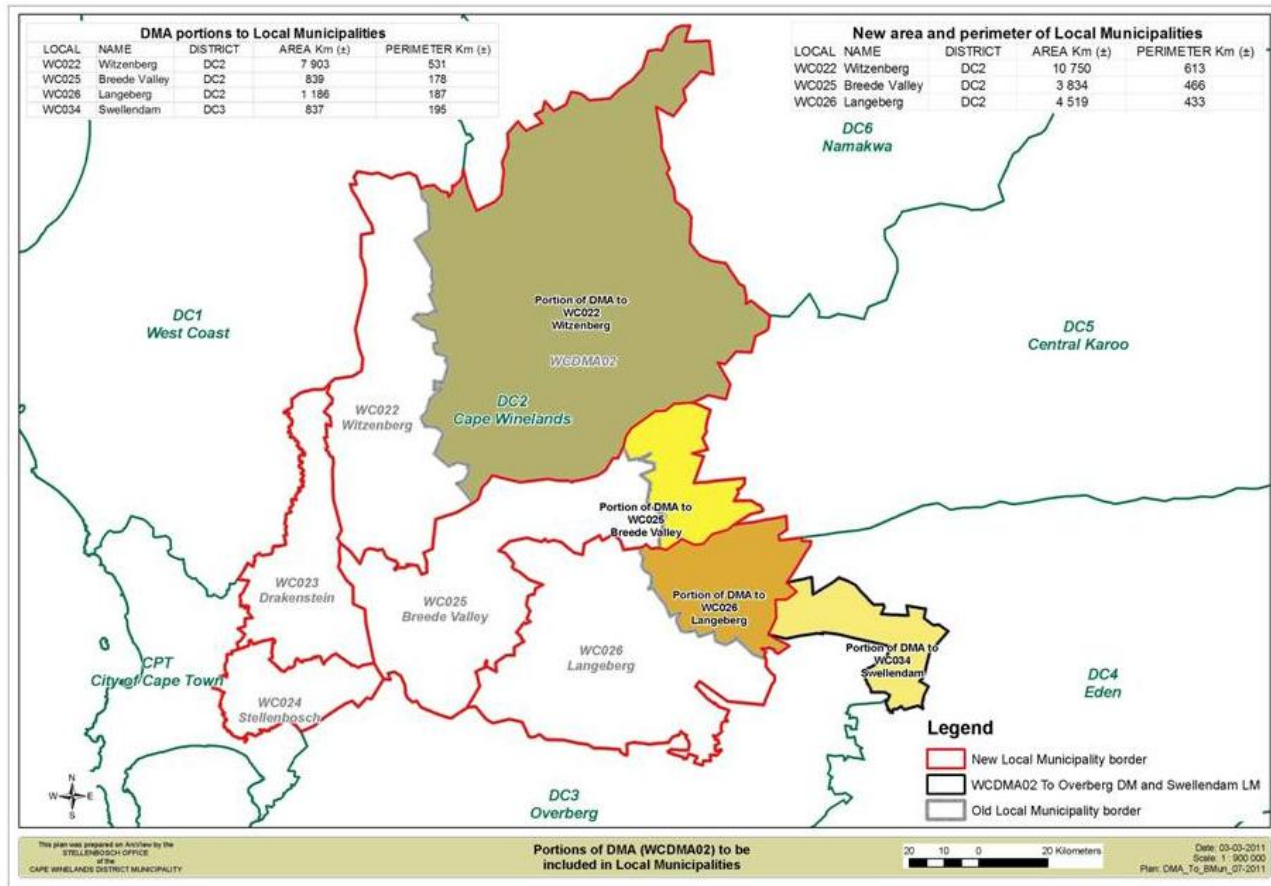 DMA portions to Local Municipalities
LOCAL NAME DISTRICT AREA Km (±) PERIMETER Km (±)
WC022 Witzenberg DC2 7 903 531
WC025 Breede Valley DC2 839 178
WC026 Langeberg DC2 1 186 187
WC034 Swellendam DC3 837 195
New area and perimeter of Local Municipalities
LOCAL NAME DISTRICT AREA Km (±) PERIMETER Km (±)
WC022 Witzenberg DC2 10 750 613
WC025 Breede Valley DC2 3 834 466
WC026 Langeberg DC2 4 519 433
DC6
Namakwa
DC1
West Coast
Portion of DMA to
WC022
Witzenberg
WCDMA02
DC5
Central Karoo
DC2
Cape Winelands
WC022
Witzenberg
Portion of DMA to
WC025
Breede Valley
WC023
Drakenstein
WC025
Breede Valley
Portion of DMA to
WC026
Langeberg
WC026
Langeberg
Portion of DMA to
WC034
Swellendam
CPT
City of Cape Town
WC024
Stellenbosch
DC4
Eden
DC3
Overberg
Legend
New Local Municipality border
WCDMA02 To Overberg DM and Swellendam LM
Old Local Municipality border
N
W E
S
This plan was prepared on ArcView by the
STELLENBOSCH OFFICE
of the
CAPE WINELANDS DISTRICT MUNICIPALITY
Portions of DMA (WCDMA02) to be
included in Local Municipalities
20 10 0 20 Kilometers
Date: 03-03-2011
Scale: 1 : 900 000
Plan: DMA_To_BMun_07-2011